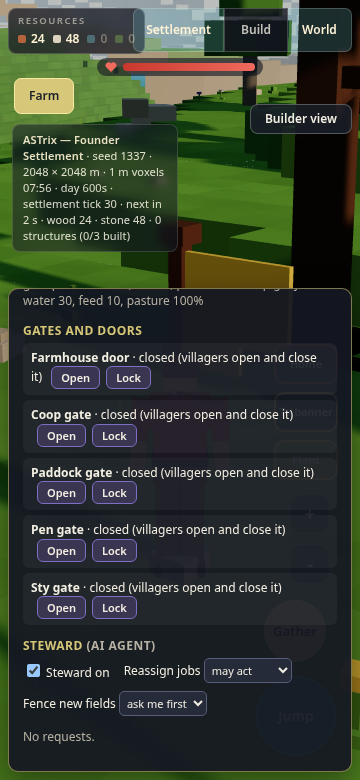 RESOURCES
24 48 0 0
Settlement Build World
Farm
Builder view
ASTrix — Founder
Settlement · seed 1337 ·
2048 × 2048 m · 1 m voxels
07:56 · day 600s ·
settlement tick 30 · next in
2 s · wood 24 · stone 48 · 0
structures (0/3 built)
water 30, feed 10, pasture 100%
GATES AND DOORS
Farmhouse door · closed (villagers open and close
it) Open Lock
Coop gate · closed (villagers open and close it)
Open Lock
Paddock gate · closed (villagers open and close it)
Open Lock
Pen gate · closed (villagers open and close it)
+
Open Lock
-
Sty gate · closed (villagers open and close it)
Open Lock
Gather
STEWARD (AI AGENT)
Steward on Reassign jobs may act
Fence new fields ask me first
Jump
No requests.